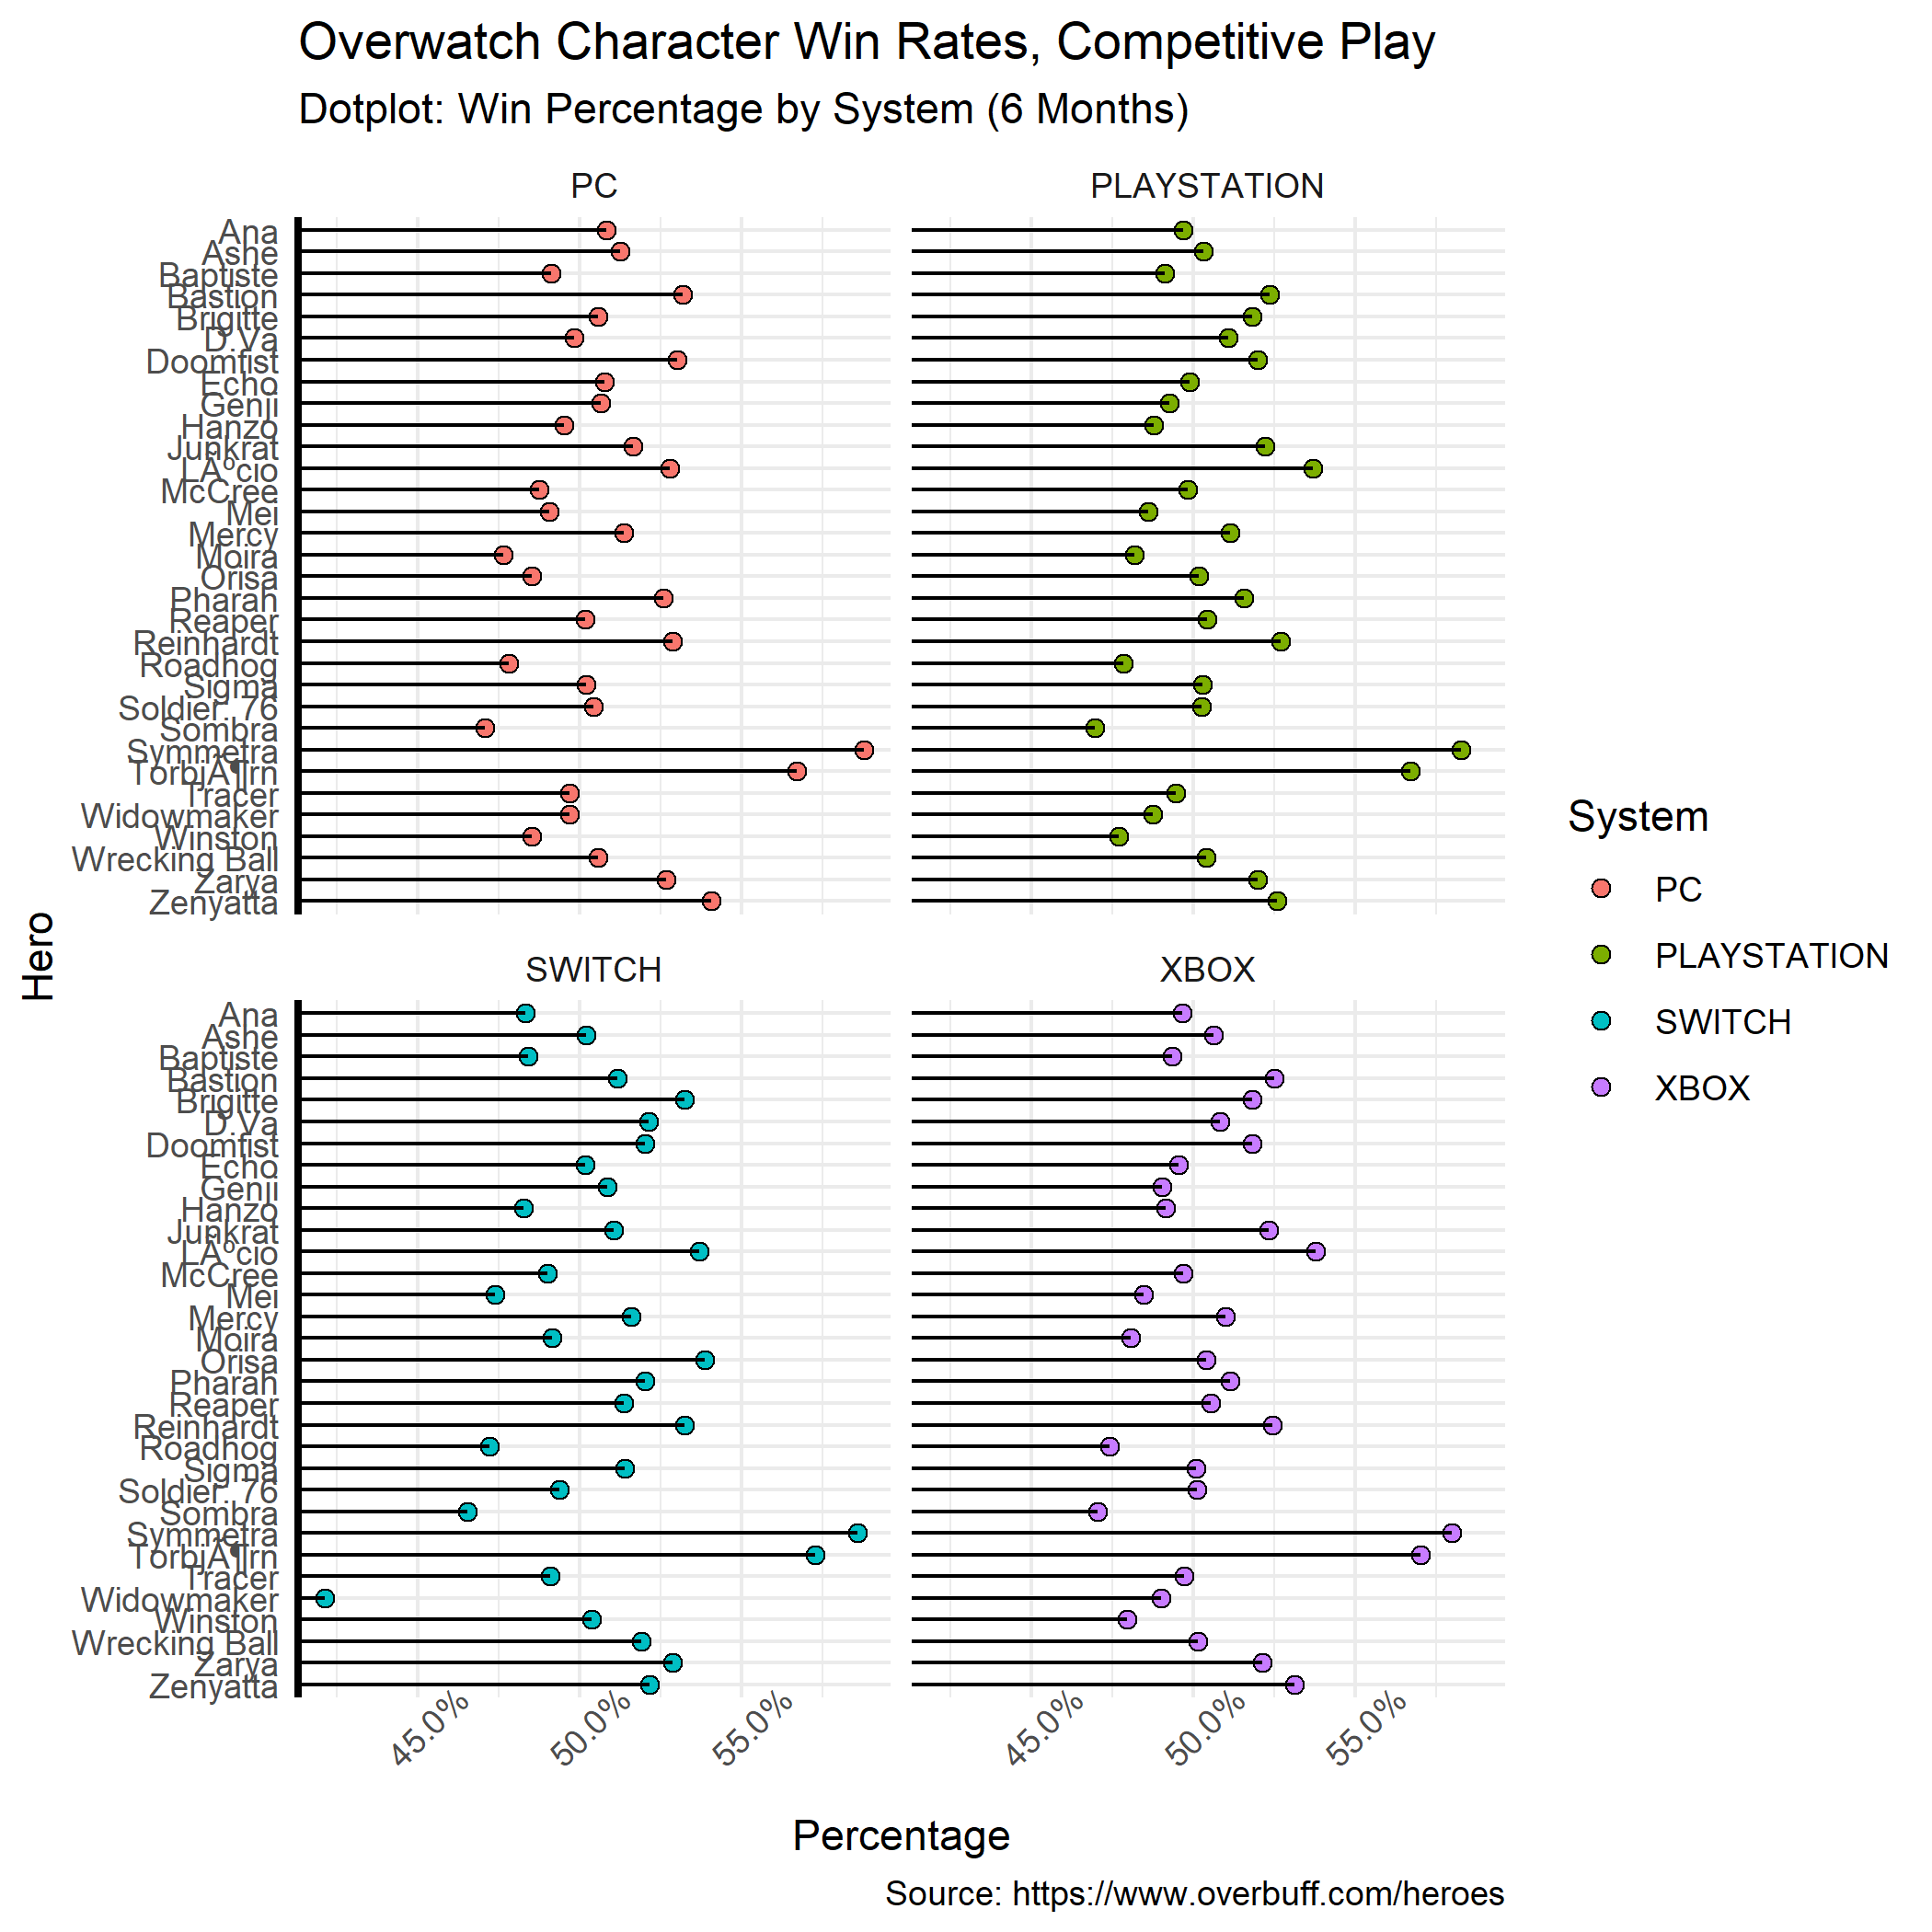 Overwatch Character Win Rates, Competitive Play
Dotplot: Win Percentage by System (6 Months)
PC
PLAYSTATION
Ana
Ashe
Baptiste
Bastion
Brigitte
D.Va
Doomfist
Echo
Genji
Hanzo
Junkrat
LÃºcio
McCree
Mei
Mercy
Moira
Orisa
Pharah
Reaper
Reinhardt
Roadhog
Sigma
Soldier: 76
Sombra
Symmetra
TorbjÃ¶rn
Tracer
Widowmaker
Winston
Wrecking Ball
Zarya
Zenyatta
Hero
SWITCH
XBOX
Ana
Ashe
Baptiste
Bastion
Brigitte
D.Va
Doomfist
Echo
Genji
Hanzo
Junkrat
LÃºcio
McCree
Mei
Mercy
Moira
Orisa
Pharah
Reaper
Reinhardt
Roadhog
Sigma
Soldier: 76
Sombra
Symmetra
TorbjÃ¶rn
Tracer
Widowmaker
Winston
Wrecking Ball
Zarya
Zenyatta
45.0% 50.0% 55.0%
45.0% 50.0% 55.0%
Percentage
System
PC
PLAYSTATION
SWITCH
XBOX
Source: https://www.overbuff.com/heroes